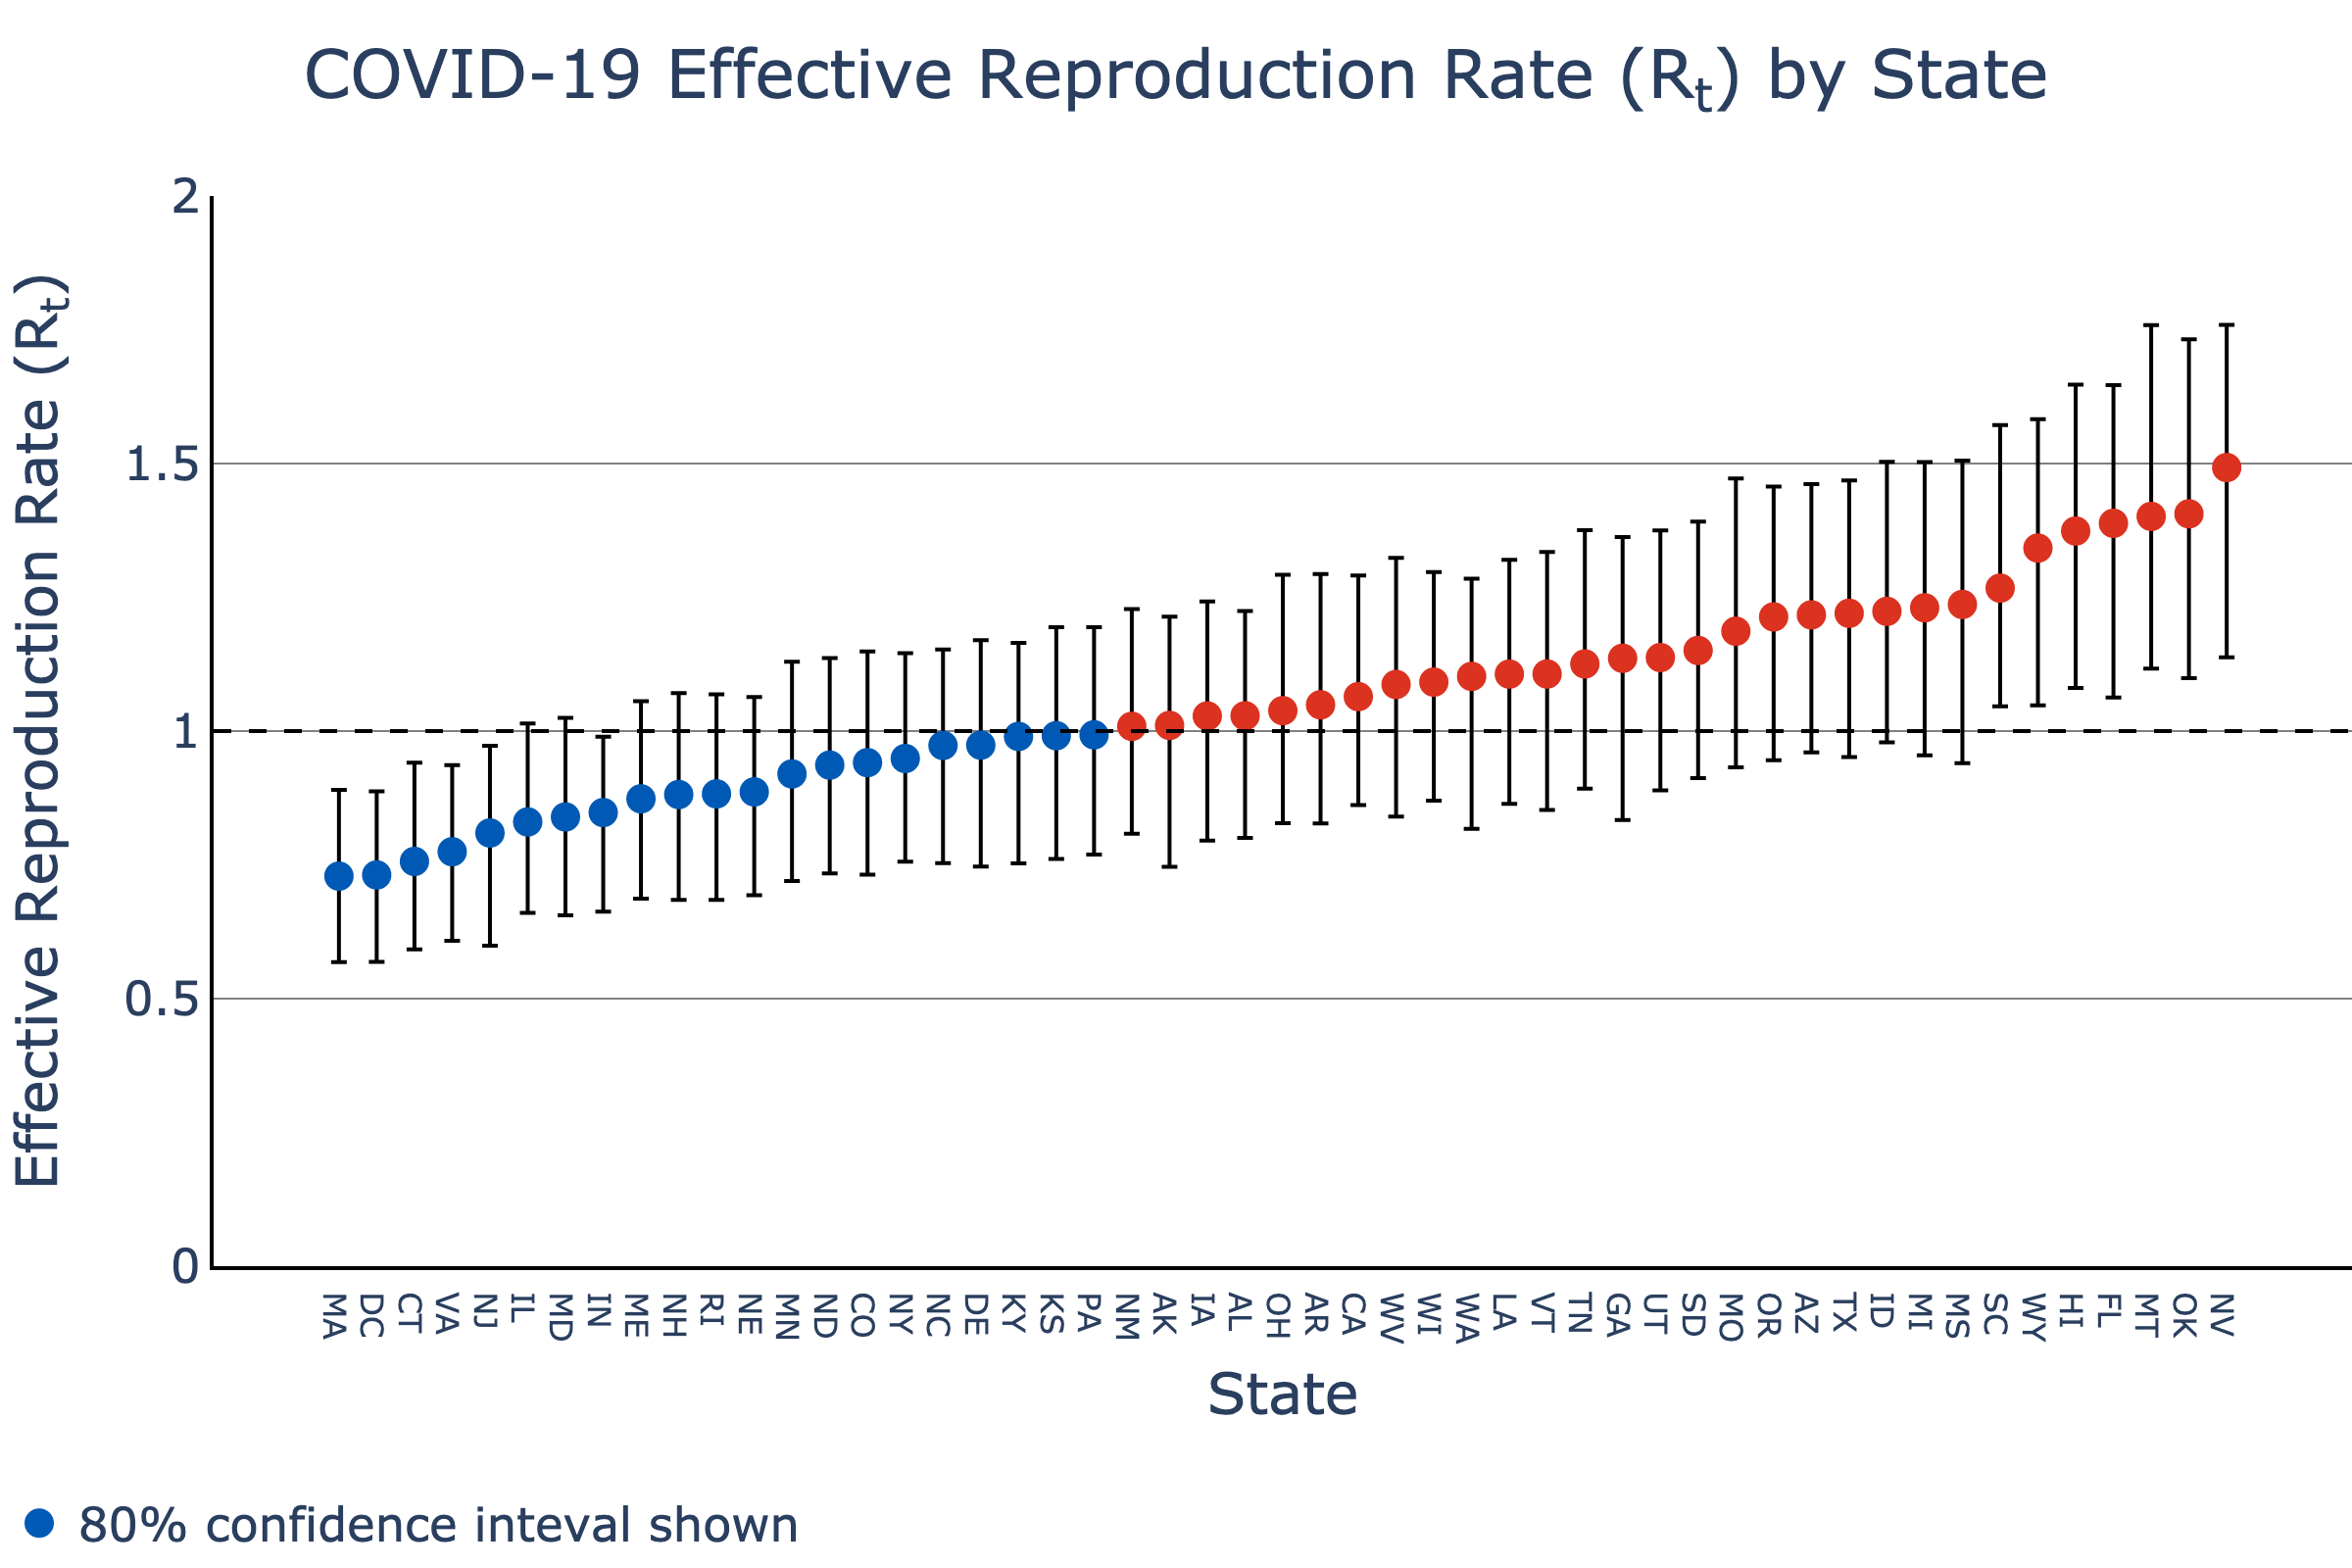 COVID-19 Effective Reproduction Rate (Rt) by State
Effective Reproduction Rate (Rt)
2
1.5
1
0.5
0
MA DC CT VA NJ IL MD IN ME NH RI NE MN ND CO NY NC DE KY KS PA NM AK IA AL OH AR CA WV WI WA LA VT TN GA UT SD MO OR AZ TX ID MI MS SC WY HI FL MT OK NV
State
80% confidence inteval shown